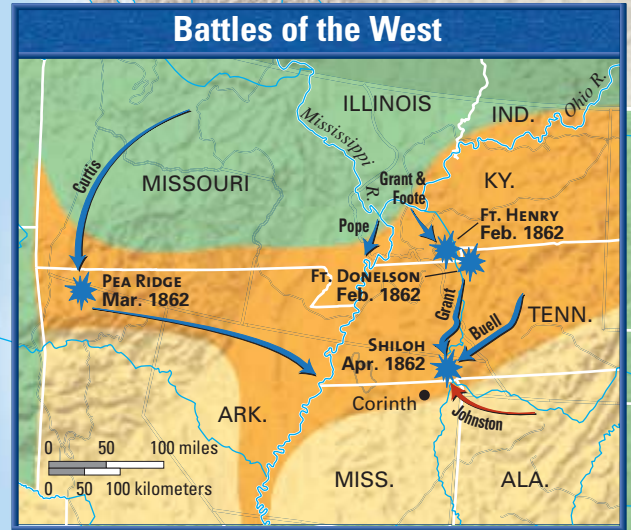 Battles of the West
ILLINOIS
IND.
Ohio R.
Mississippi
R.
MISSOURI
Curtis
Grant &
Foote
KY.
Pope
FT. HENRY
Feb. 1862
PEA RIDGE
Mar. 1862
FT. DONELSON
Feb. 1862
Grant
Buell
TENN.
SHILOH
Apr. 1862
ARK.
Corinth
Johnston
0 50 100 miles
0 50 100 kilometers
MISS.
ALA.